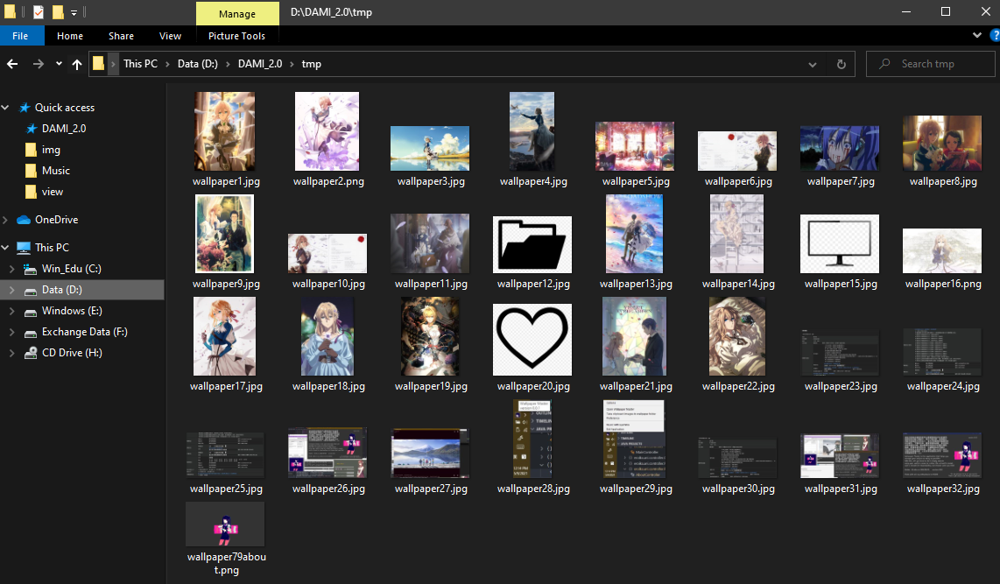 Manage
D:\DAMI_2.0\tmp
File
Home
Share
View
Picture Tools
This PC
Data (D:)
DAMI_2.0
tmp
Search tmp
Quick access
DAMI_2.0
img
Music
view
OneDrive
This PC
Win_Edu (C:)
Data (D:)
Windows (E:)
Exchange Data (F:)
CD Drive (H:)
wallpaper1.jpg
wallpaper2.png
wallpaper3.jpg
wallpaper4.jpg
wallpaper5.jpg
wallpaper6.jpg
wallpaper7.jpg
wallpaper8.jpg
wallpaper9.jpg
wallpaper10.jpg
wallpaper11.jpg
wallpaper12.jpg
wallpaper13.jpg
wallpaper14.jpg
wallpaper15.jpg
wallpaper16.png
wallpaper17.jpg
wallpaper18.jpg
wallpaper19.jpg
wallpaper20.jpg
wallpaper21.jpg
wallpaper22.jpg
wallpaper23.jpg
wallpaper24.jpg
wallpaper25.jpg
wallpaper26.jpg
wallpaper27.jpg
wallpaper28.jpg
wallpaper29.jpg
wallpaper30.jpg
wallpaper31.jpg
wallpaper32.jpg
wallpaper79abou
t.png